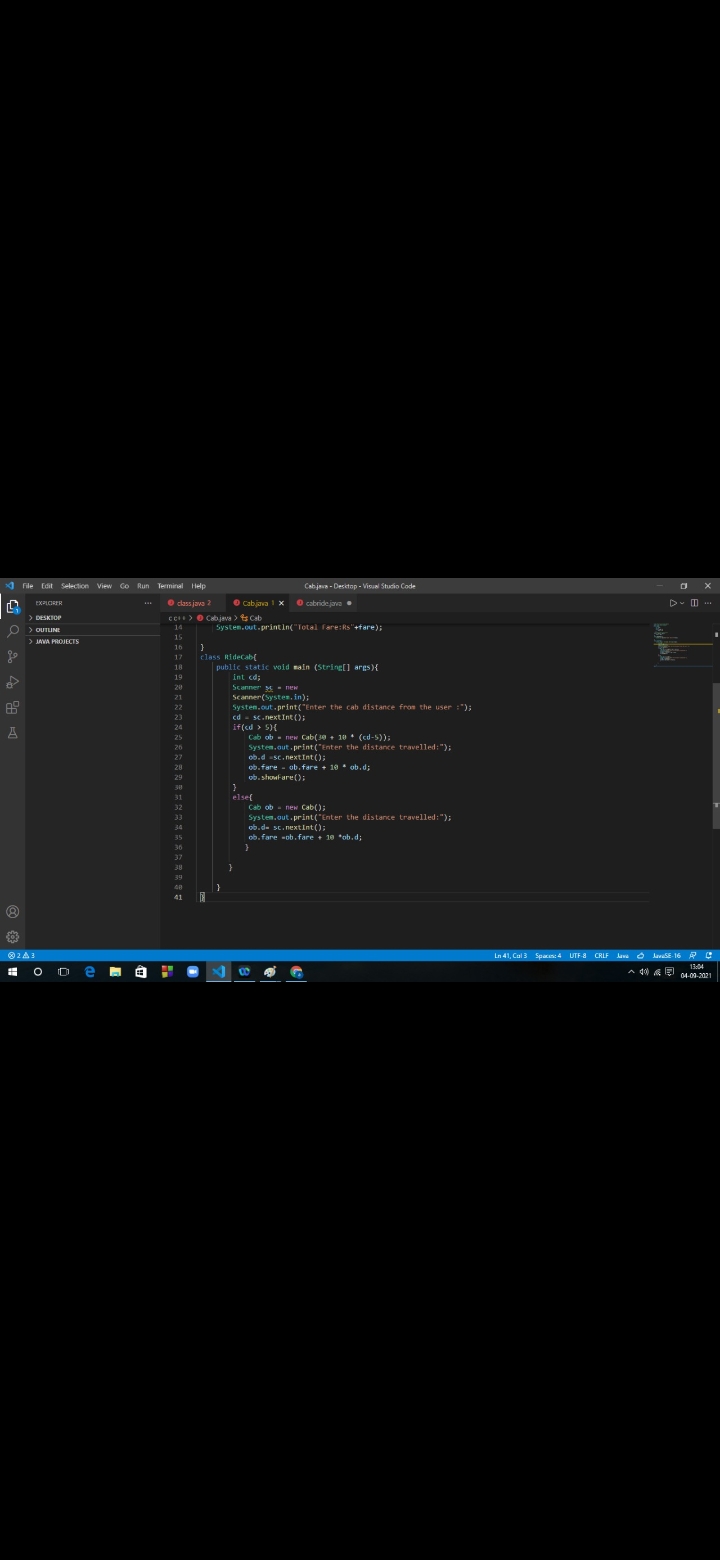 File Edit Selection View Go Run Terminal Help Cab.java - Desktop - Visual Studio Code
EXPLORER ··· class.java 2 Cab.java 1 × cabride.java
DESKTOP
OUTLINE
JAVA PROJECTS
C C++ > Cab.java > Cab
14 System.out.println("Total Fare:Rs"+fare);
15
16 }
17 class RideCab{
18 public static void main (String[] args){
19 int cd;
20 Scanner sc = new
21 Scanner(System.in);
22 System.out.print("Enter the cab distance from the user :");
23 cd = sc.nextInt();
24 if(cd > 5){
25 Cab ob = new Cab(30 + 10 * (cd-5));
26 System.out.print("Enter the distance travelled:");
27 ob.d =sc.nextInt();
28 ob.fare = ob.fare + 10 * ob.d;
29 ob.showFare();
30 }
31 else{
32 Cab ob = new Cab();
33 System.out.print("Enter the distance travelled:");
34 ob.d= sc.nextInt();
35 ob.fare =ob.fare + 10 *ob.d;
36 }
37
38 }
39
40 }
41 }
2 3 Ln 41, Col 3 Spaces: 4 UTF-8 CRLF Java JavaSE-16
13:04
04-09-2021